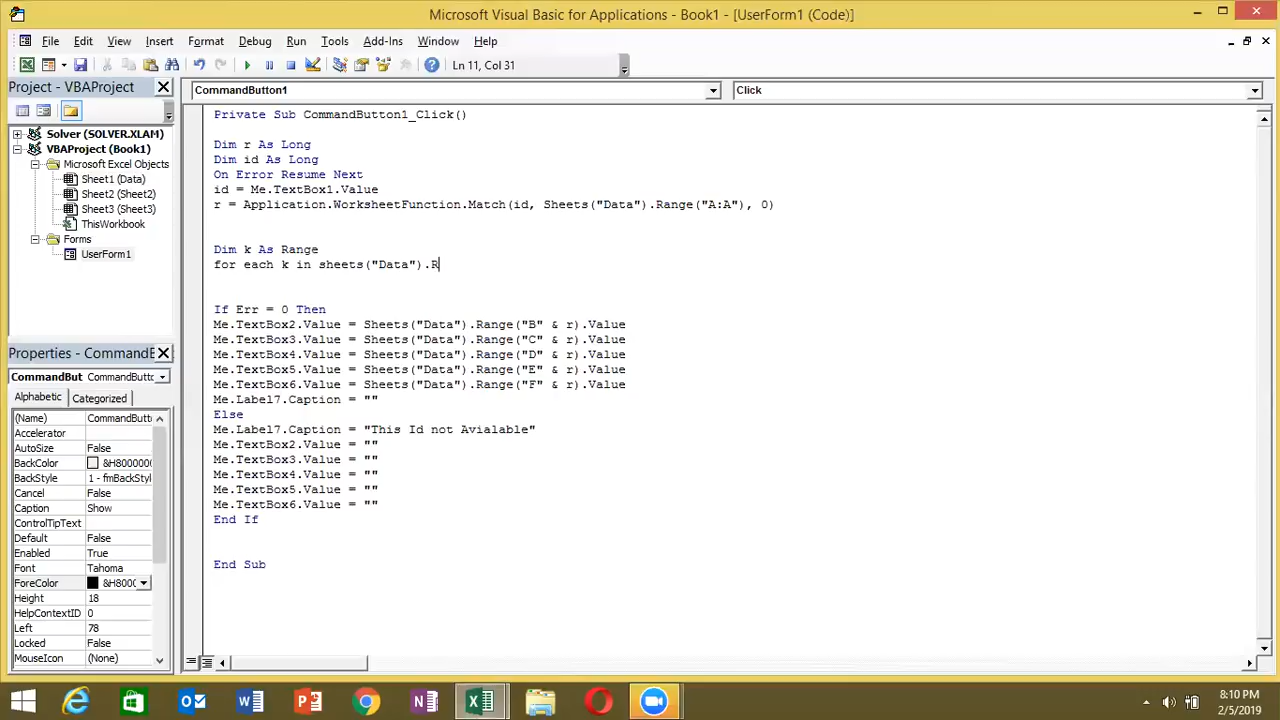 Microsoft Visual Basic for Applications - Book1 - [UserForm1 (Code)]
File Edit View Insert Format Debug Run Tools Add-Ins Window Help
Ln 11, Col 31
Project - VBAProject
CommandButton1
Click
Solver (SOLVER.XLAM)
VBAProject (Book1)
Microsoft Excel Objects
Sheet1 (Data)
Sheet2 (Sheet2)
Sheet3 (Sheet3)
ThisWorkbook
Forms
UserForm1
Properties - CommandB
CommandBut CommandButto
Alphabetic Categorized
(Name) CommandButto
Accelerator
AutoSize False
BackColor &H8000000
BackStyle 1 - fmBackStyl
Cancel False
Caption Show
ControlTipText
Default False
Enabled True
Font Tahoma
ForeColor &H8000
Height 18
HelpContextID 0
Left 78
Locked False
MouseIcon (None)
Private Sub CommandButton1_Click()
Dim r As Long
Dim id As Long
On Error Resume Next
id = Me.TextBox1.Value
r = Application.WorksheetFunction.Match(id, Sheets("Data").Range("A:A"), 0)
Dim k As Range
for each k in sheets("Data").R
If Err = 0 Then
Me.TextBox2.Value = Sheets("Data").Range("B" & r).Value
Me.TextBox3.Value = Sheets("Data").Range("C" & r).Value
Me.TextBox4.Value = Sheets("Data").Range("D" & r).Value
Me.TextBox5.Value = Sheets("Data").Range("E" & r).Value
Me.TextBox6.Value = Sheets("Data").Range("F" & r).Value
Me.Label7.Caption = ""
Else
Me.Label7.Caption = "This Id not Avialable"
Me.TextBox2.Value = ""
Me.TextBox3.Value = ""
Me.TextBox4.Value = ""
Me.TextBox5.Value = ""
Me.TextBox6.Value = ""
End If
End Sub
8:10 PM
2/5/2019